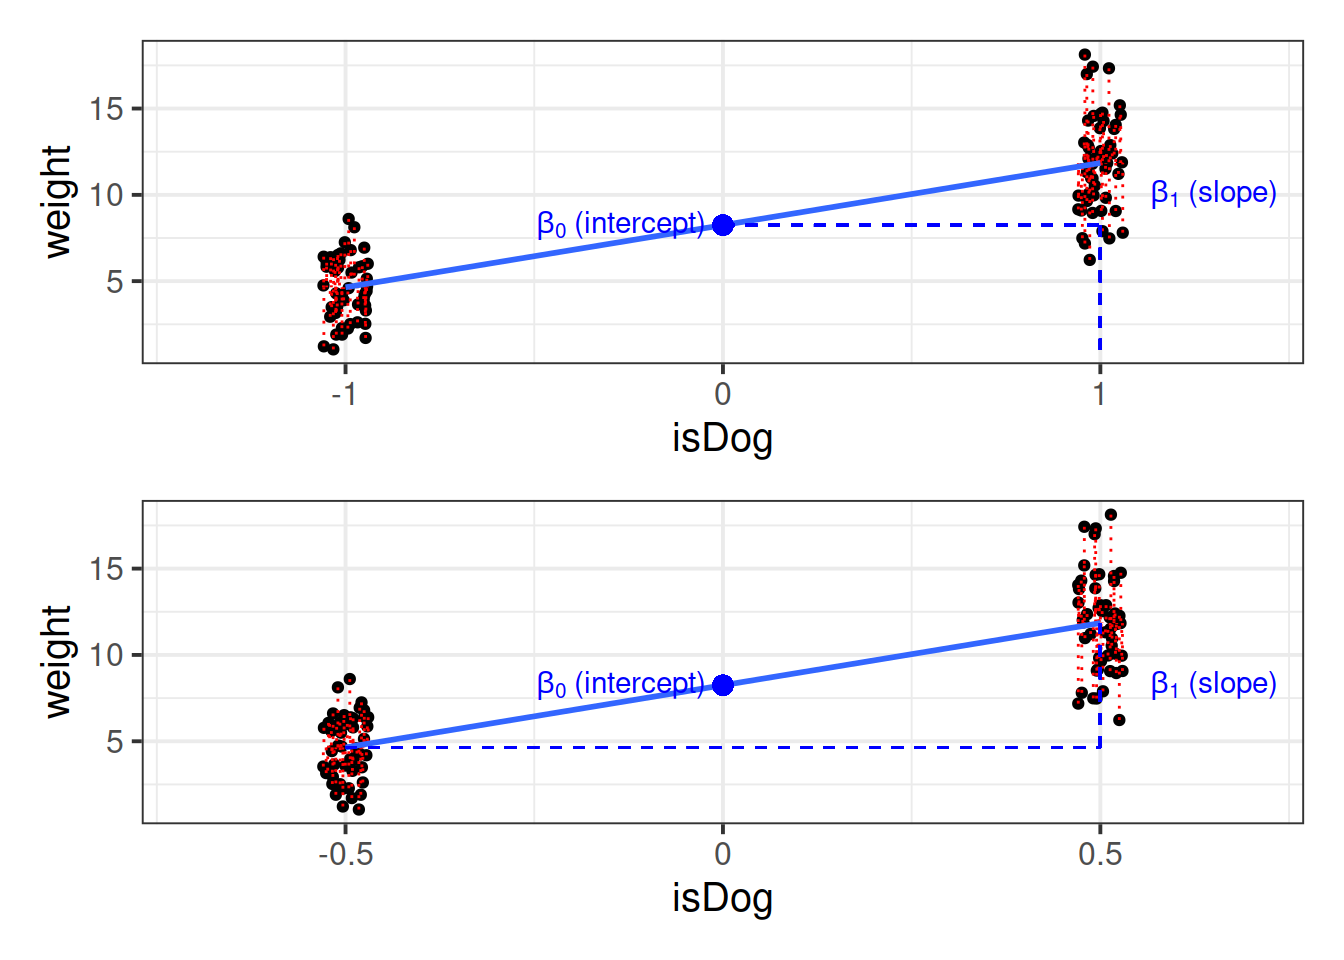 weight
15
10
5
β₀ (intercept)
β₁ (slope)
-1
0
1
isDog
weight
15
10
5
β₀ (intercept)
β₁ (slope)
-0.5
0
0.5
isDog